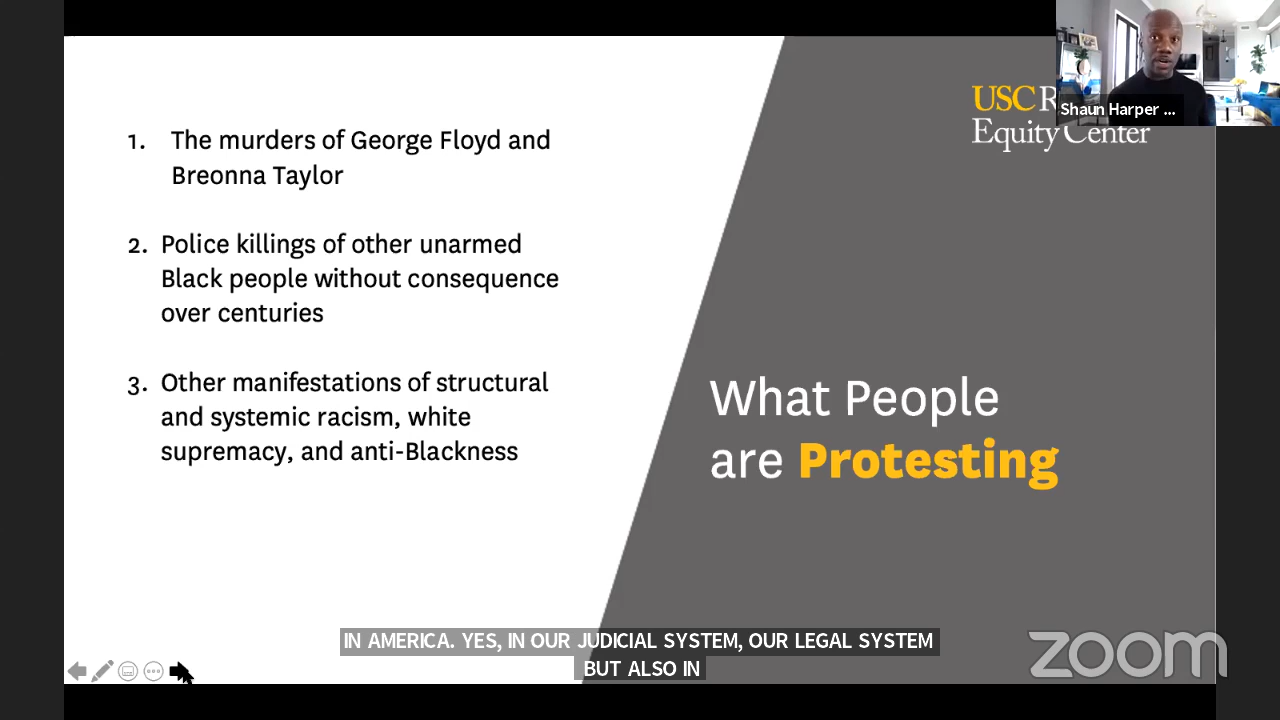 USC R
Equity Center
Shaun Harper ...
1. The murders of George Floyd and
Breonna Taylor
2. Police killings of other unarmed
Black people without consequence
over centuries
3. Other manifestations of structural
and systemic racism, white
supremacy, and anti-Blackness
What People
are Protesting
IN AMERICA. YES, IN OUR JUDICIAL SYSTEM, OUR LEGAL SYSTEM
BUT ALSO IN
zoom